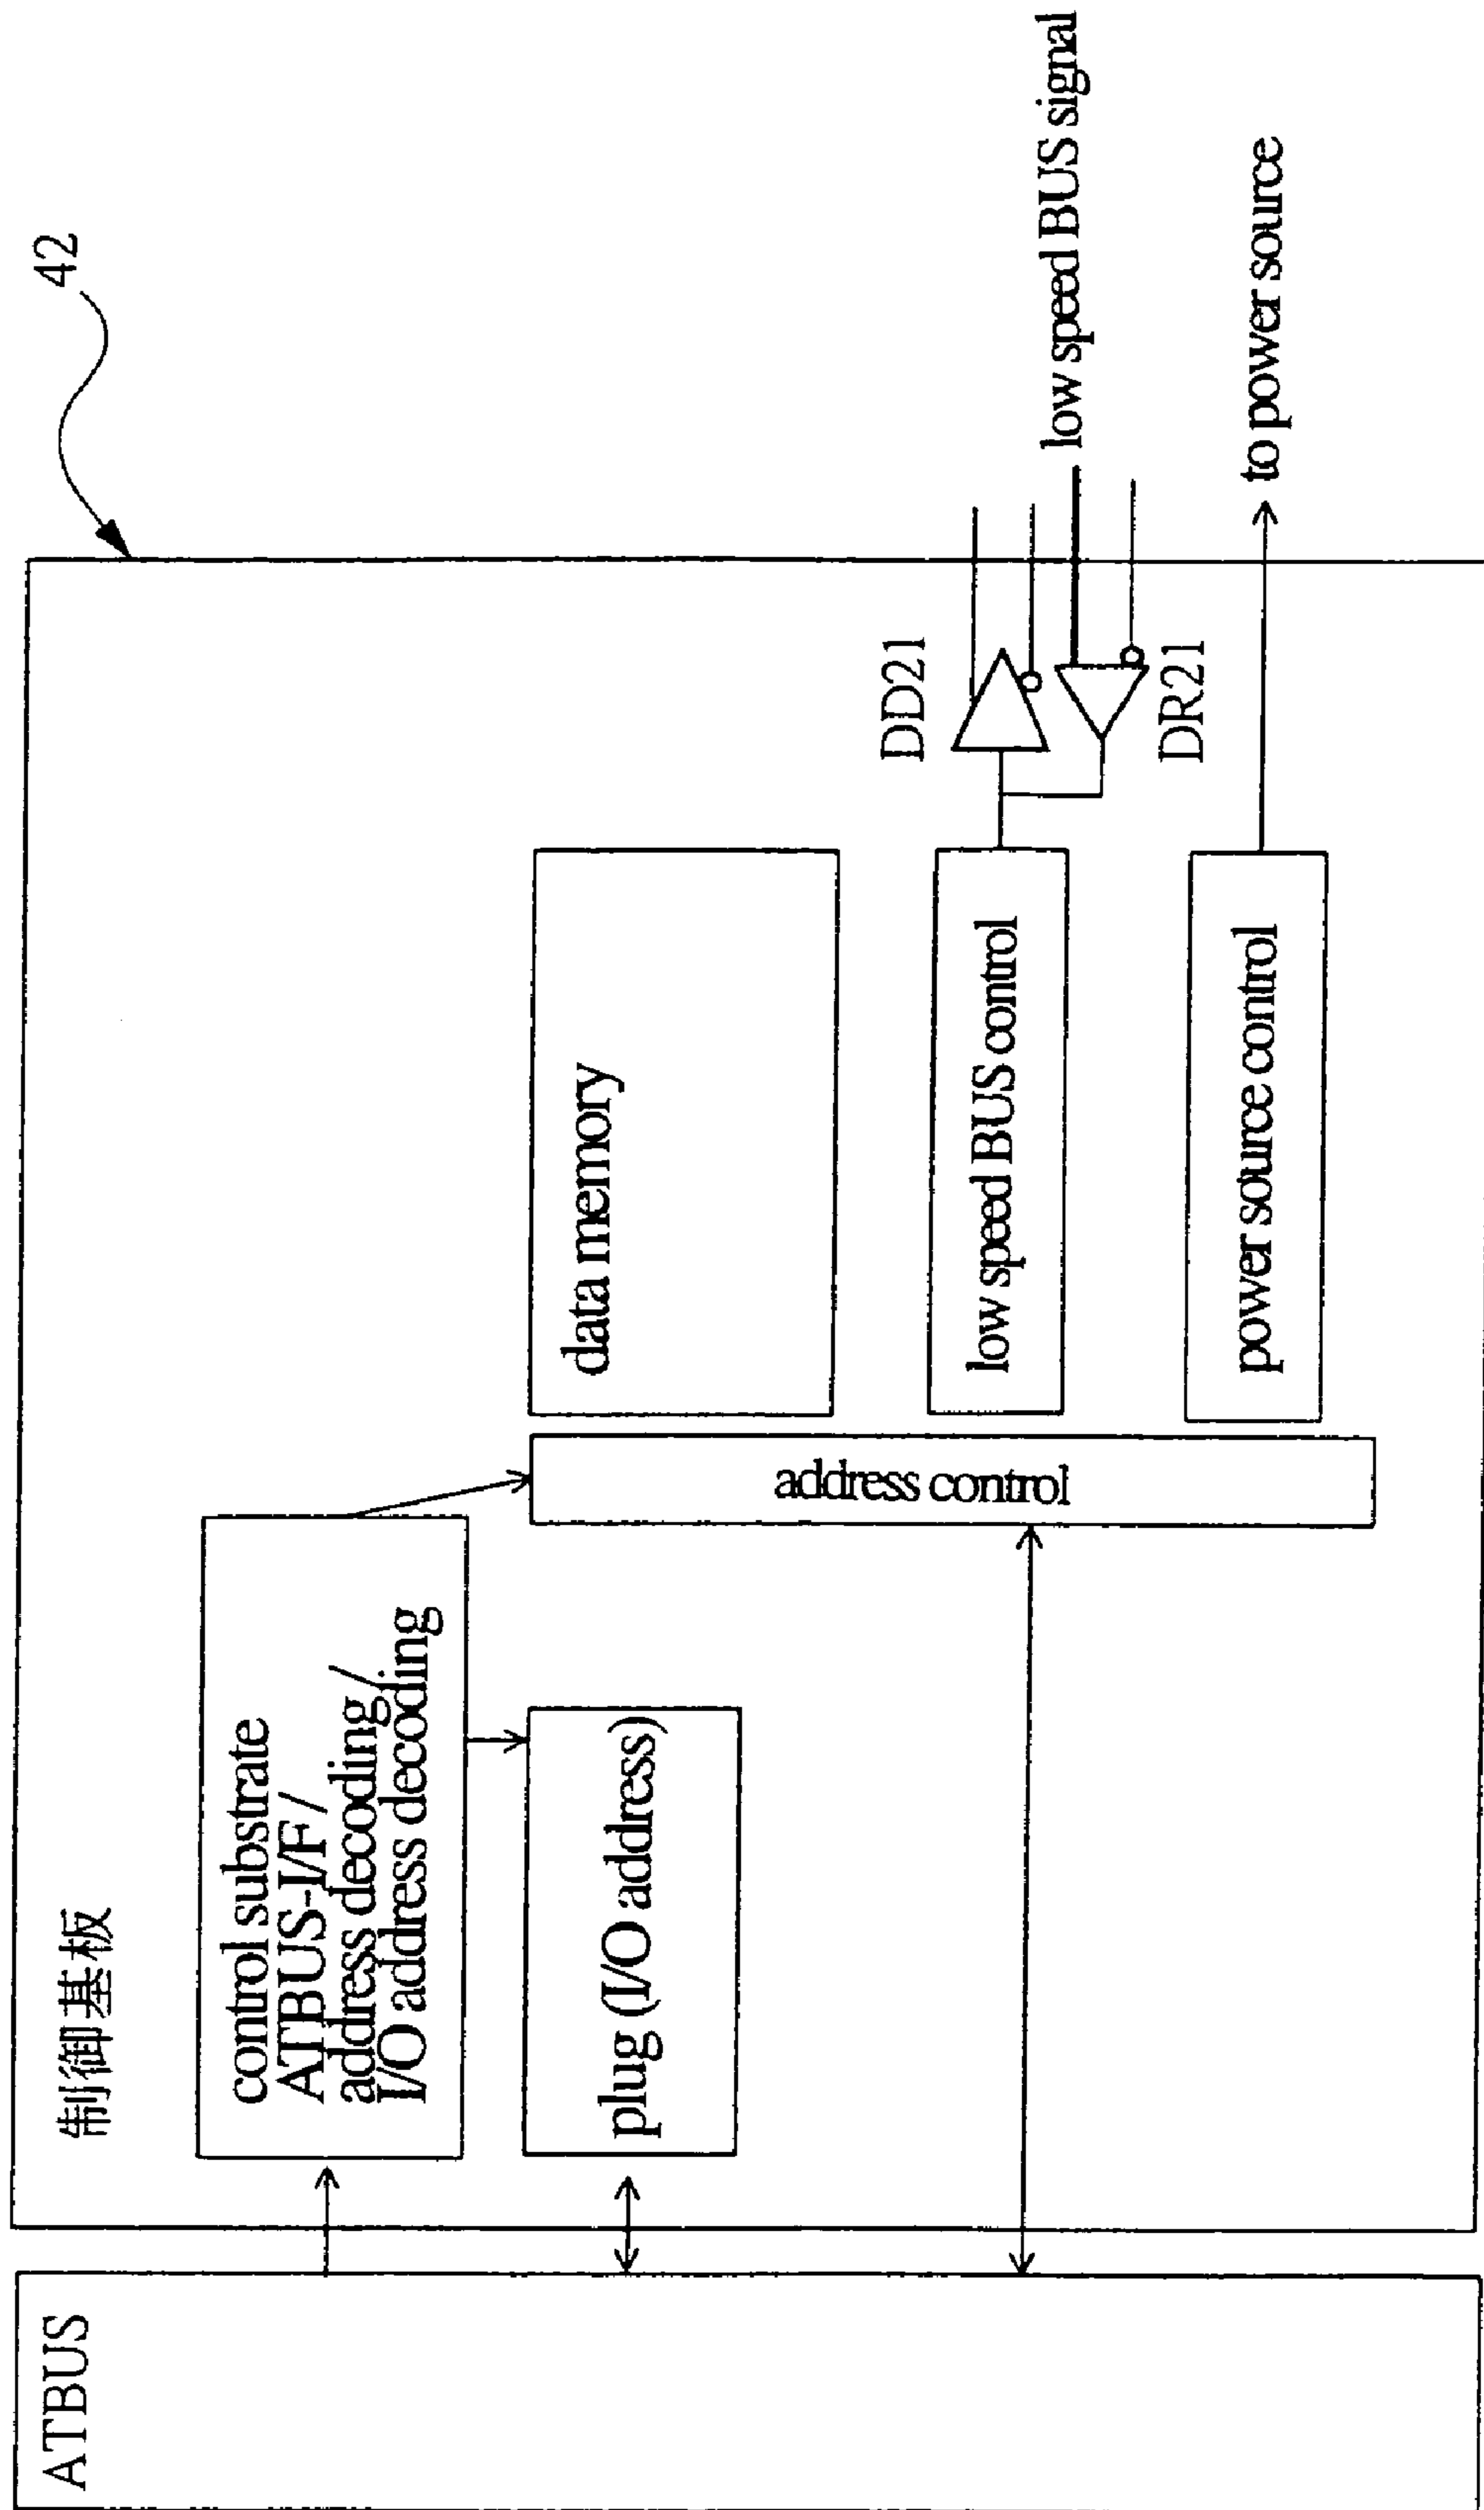 ATBUS
制御基板
control substrate
ATBUS-I/F /
address decoding /
I/O address decoding
plug (I/O address)
address control
data memory
low speed BUS control
power source control
DD21
DR21
42
low speed BUS signal
to power source